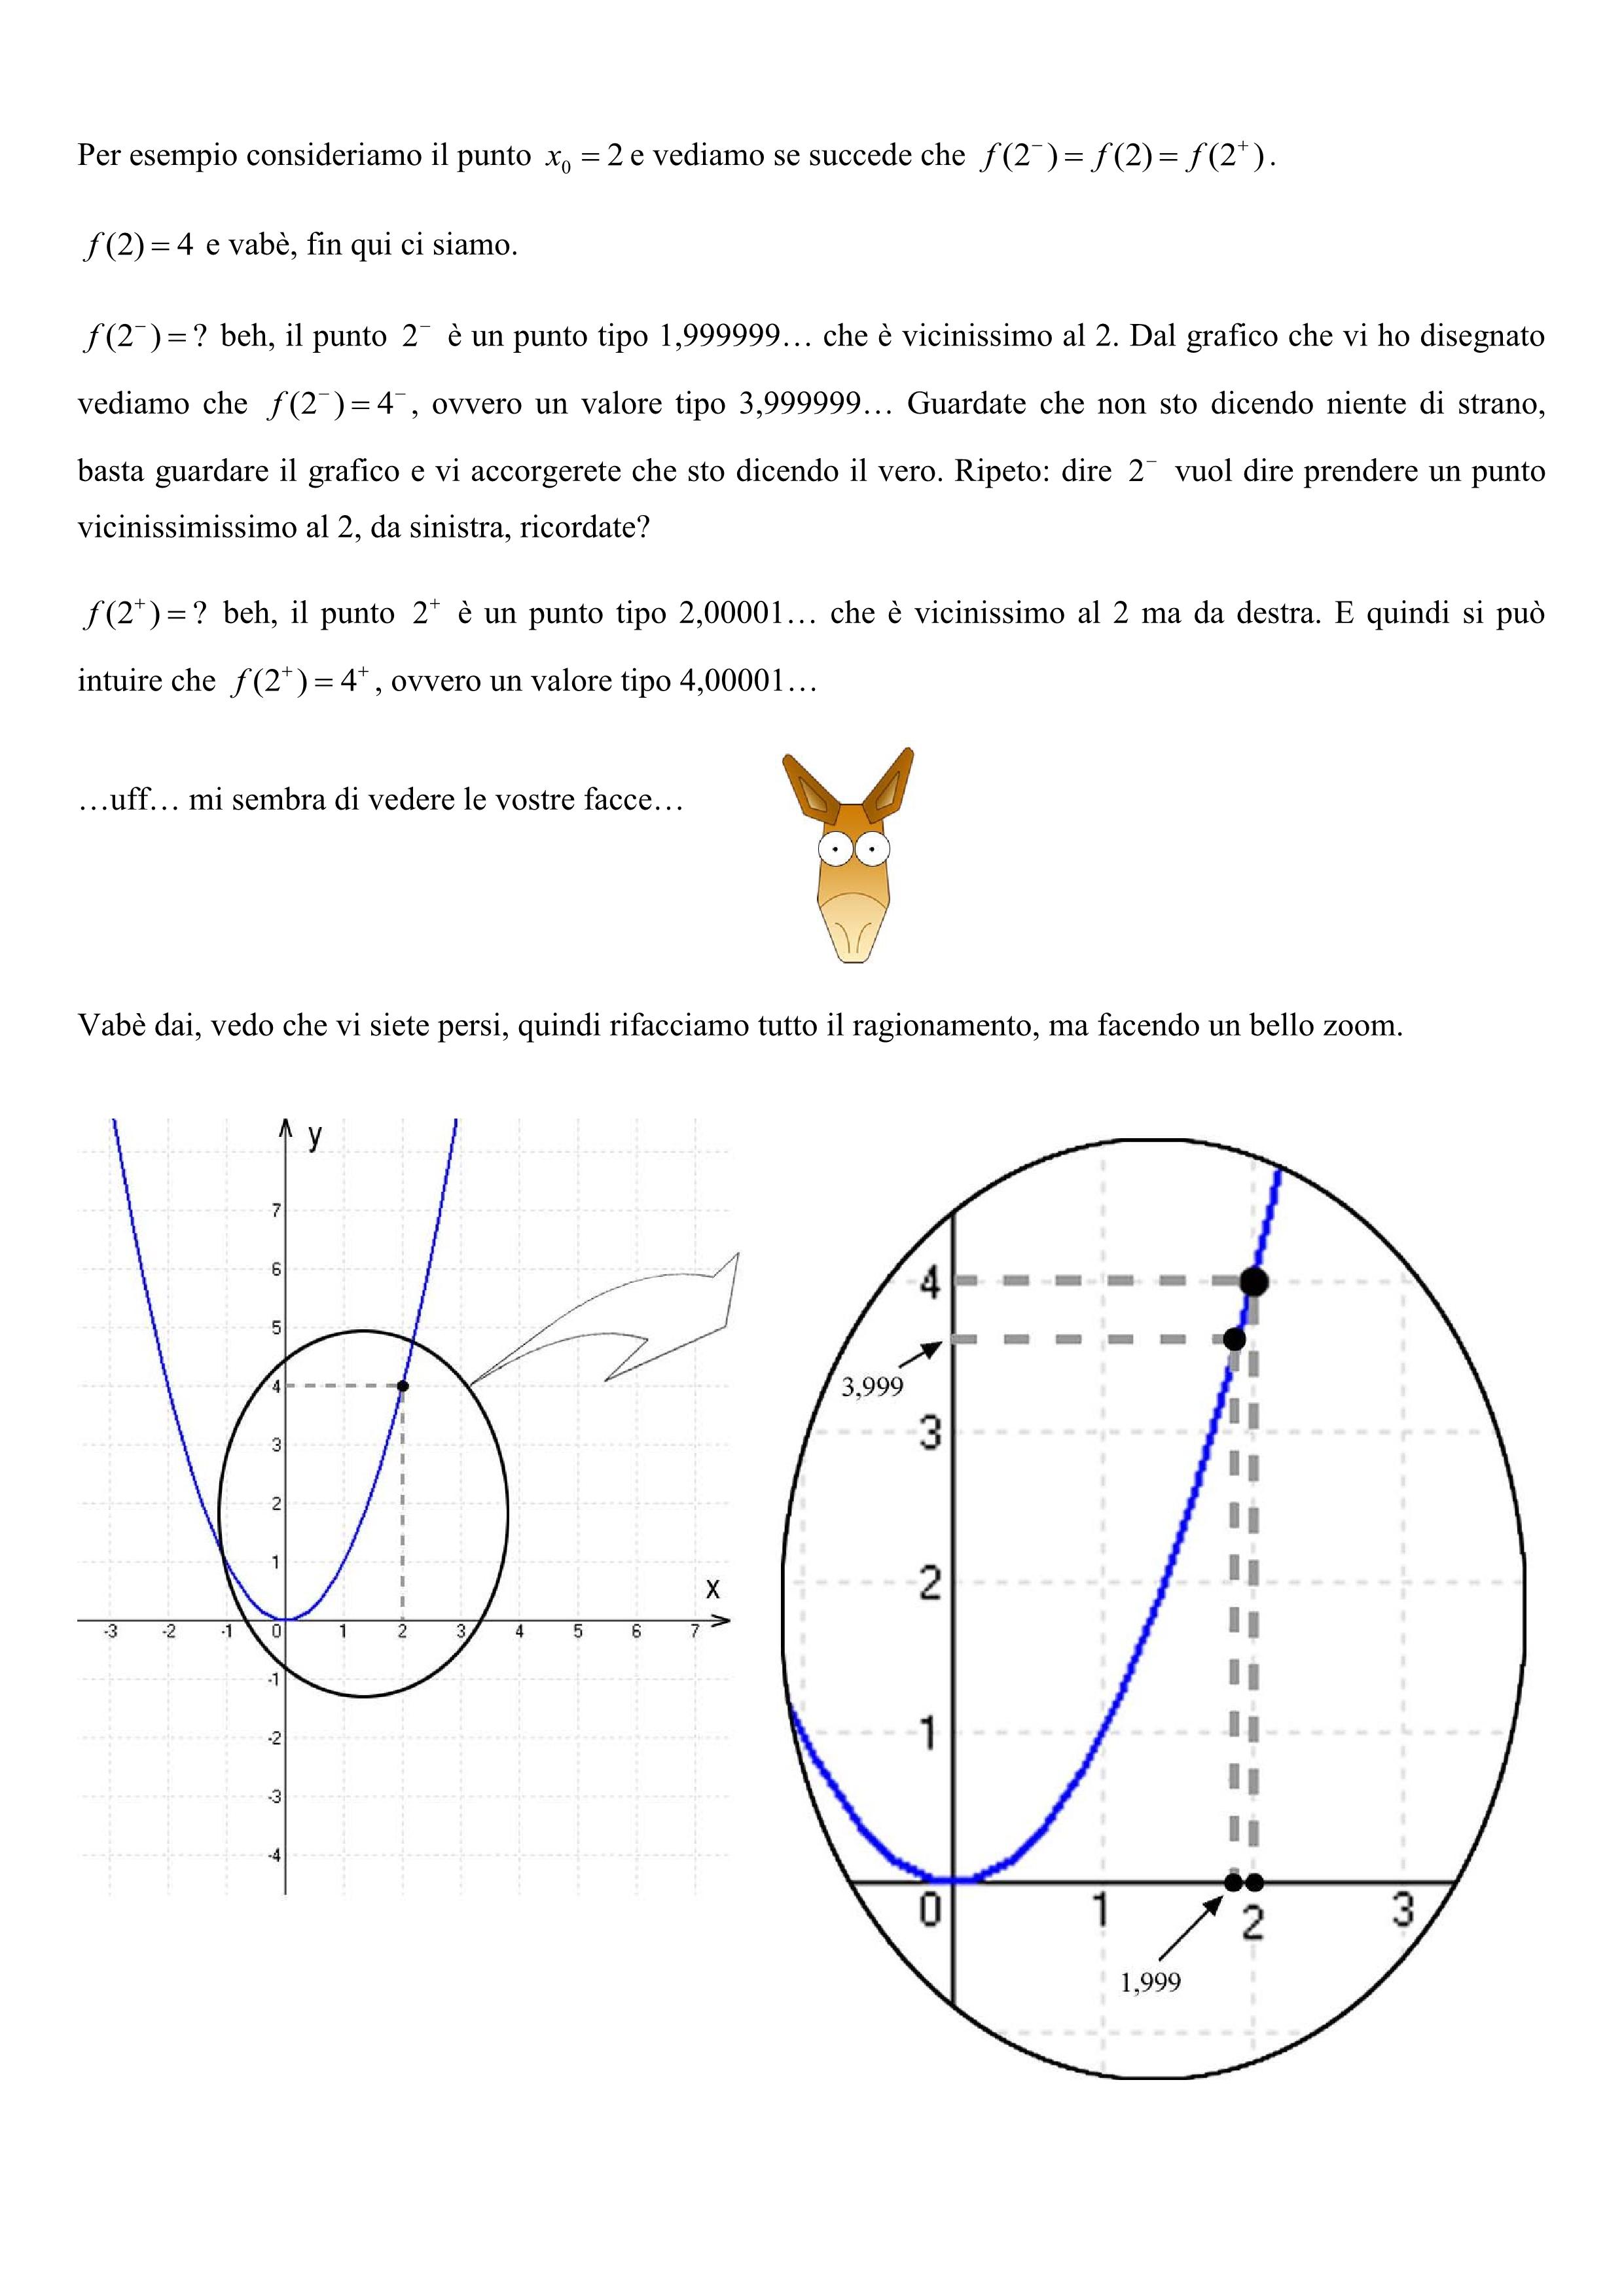 Per esempio consideriamo il punto x₀ = 2 e vediamo se succede che f(2⁻) = f(2) = f(2⁺).
f(2) = 4 e vabè, fin qui ci siamo.
f(2⁻) = ? beh, il punto 2⁻ è un punto tipo 1,999999… che è vicinissimo al 2. Dal grafico che vi ho disegnato
vediamo che f(2⁻) = 4⁻, ovvero un valore tipo 3,999999… Guardate che non sto dicendo niente di strano,
basta guardare il grafico e vi accorgerete che sto dicendo il vero. Ripeto: dire 2⁻ vuol dire prendere un punto
vicinissimissimo al 2, da sinistra, ricordate?
f(2⁺) = ? beh, il punto 2⁺ è un punto tipo 2,00001… che è vicinissimo al 2 ma da destra. E quindi si può
intuire che f(2⁺) = 4⁺, ovvero un valore tipo 4,00001…
…uff… mi sembra di vedere le vostre facce…
Vabè dai, vedo che vi siete persi, quindi rifacciamo tutto il ragionamento, ma facendo un bello zoom.
y
7
6
5
4
3
2
1
x
-3 -2 -1 0 1 2 3 4 5 6 7
-1
-2
-3
-4
4
3,999
3
2
1
0 1 2 3
1,999